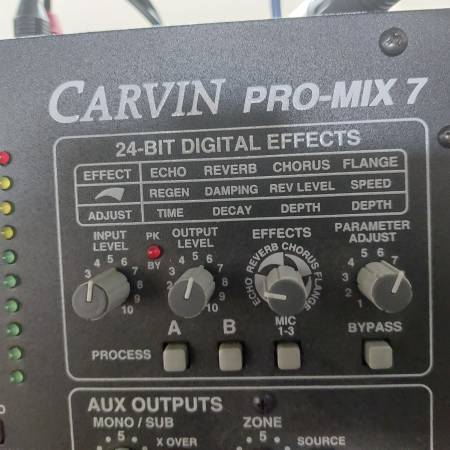 CARVIN PRO-MIX 7
24-BIT DIGITAL EFFECTS
EFFECT ECHO REVERB CHORUS FLANGE
REGEN DAMPING REV LEVEL SPEED
ADJUST TIME DECAY DEPTH DEPTH
INPUT LEVEL
PK
BY
OUTPUT LEVEL
EFFECTS
PARAMETER ADJUST
3 4 5 6 7 8 9 10
3 4 5 6 7 8 9 10
ECHO REVERB CHORUS FLANGE
1 2 3 4 5 6 7
A B MIC 1-3 BYPASS
PROCESS
AUX OUTPUTS
MONO / SUB ZONE
5 X OVER 5 SOURCE